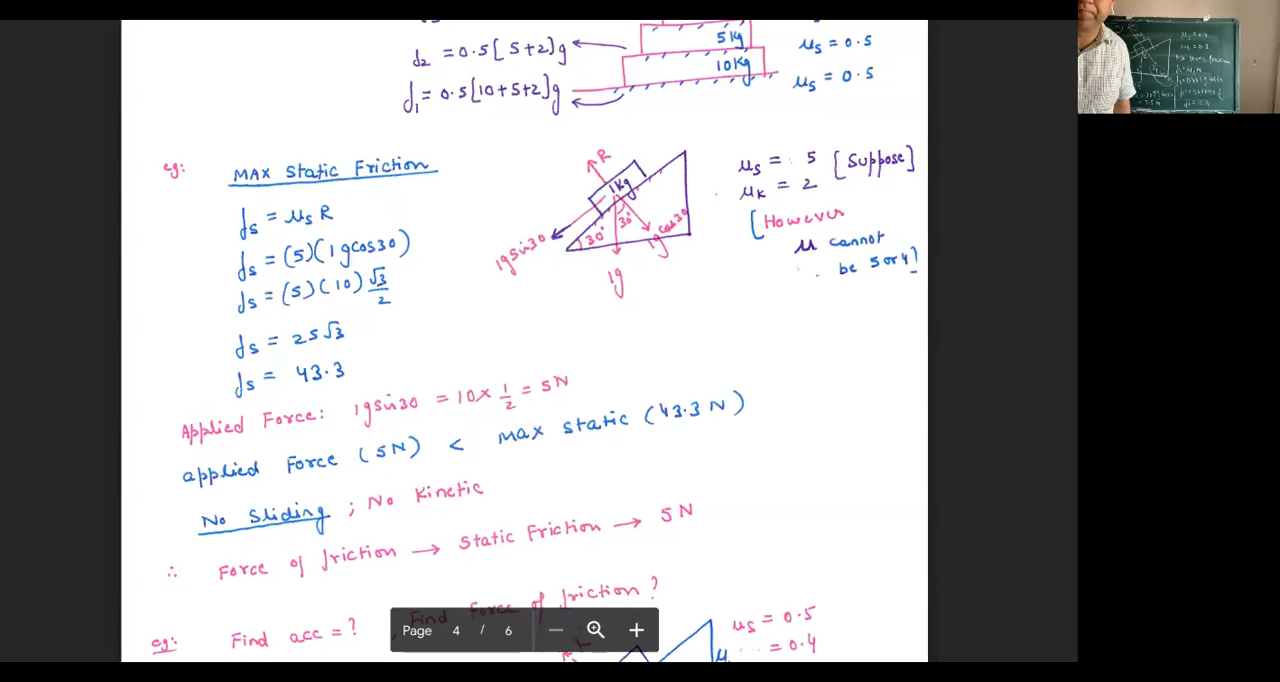 d2 = 0.5[5+2]g
5kg
μs = 0.5
10kg
μs = 0.5
f1 = 0.5[10+5+2]g
eg:
MAX Static Friction
fs = μs R
fs = (5)(1gcos30)
fs = (5)(10)√3/2
fs = 25√3
fs = 43.3
R
1kg
30°
30°
1gsin30
1gcos30
1g
μs = 5 [Suppose]
μk = 2
[However
μ cannot
be 5 or 4]
Applied Force: 1gsin30 = 10 x 1/2 = 5N
applied Force (5N) < Max static (43.3 N)
No Sliding ; No Kinetic
∴ Force of friction → Static Friction → 5N
eg: Find acc = ? , Find Force of friction?
μs = 0.5
= 0.4
μ
Page 4 / 6